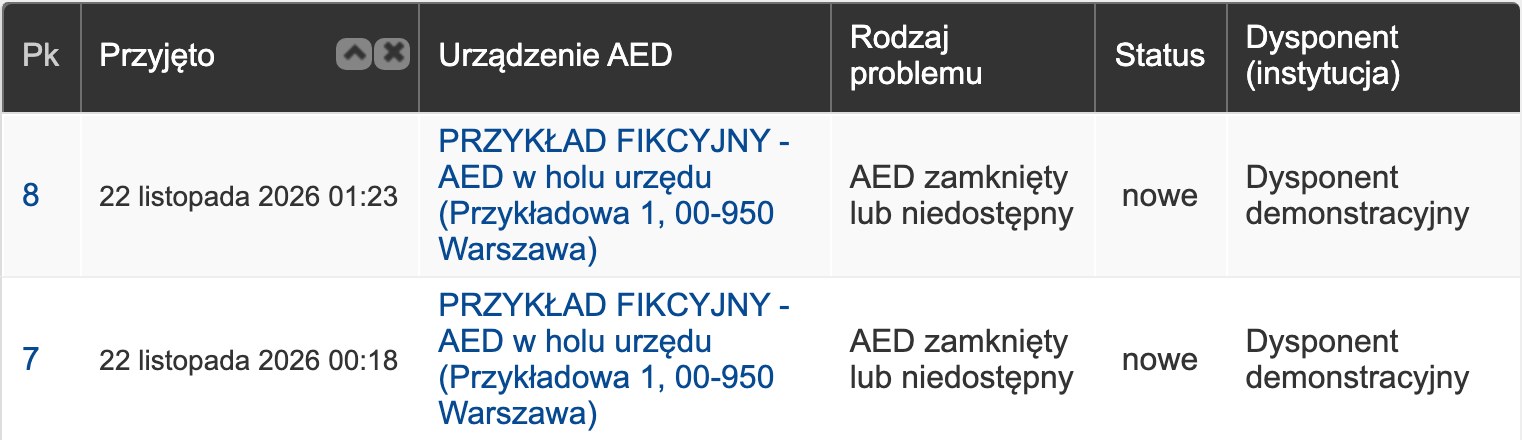 Pk
Przyjęto
Urządzenie AED
Rodzaj
problemu
Status
Dysponent
(instytucja)
8
22 listopada 2026 01:23
PRZYKŁAD FIKCYJNY -
AED w holu urzędu
(Przykładowa 1, 00-950
Warszawa)
AED zamknięty
lub niedostępny
nowe
Dysponent
demonstracyjny
7
22 listopada 2026 00:18
PRZYKŁAD FIKCYJNY -
AED w holu urzędu
(Przykładowa 1, 00-950
Warszawa)
AED zamknięty
lub niedostępny
nowe
Dysponent
demonstracyjny